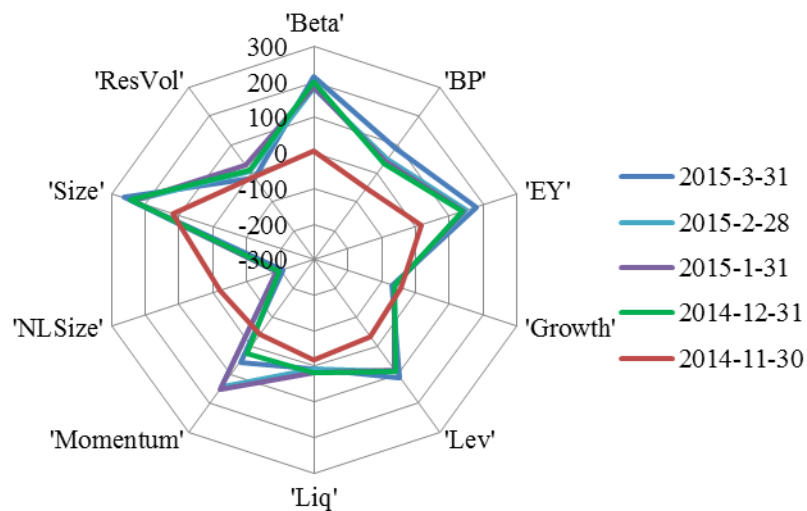 'Beta'
300
'ResVol'
'BP'
200
100
0
'Size'
'EY'
-100
-200
-300
'NLSize'
'Growth'
'Momentum'
'Lev'
'Liq'
2015-3-31
2015-2-28
2015-1-31
2014-12-31
2014-11-30